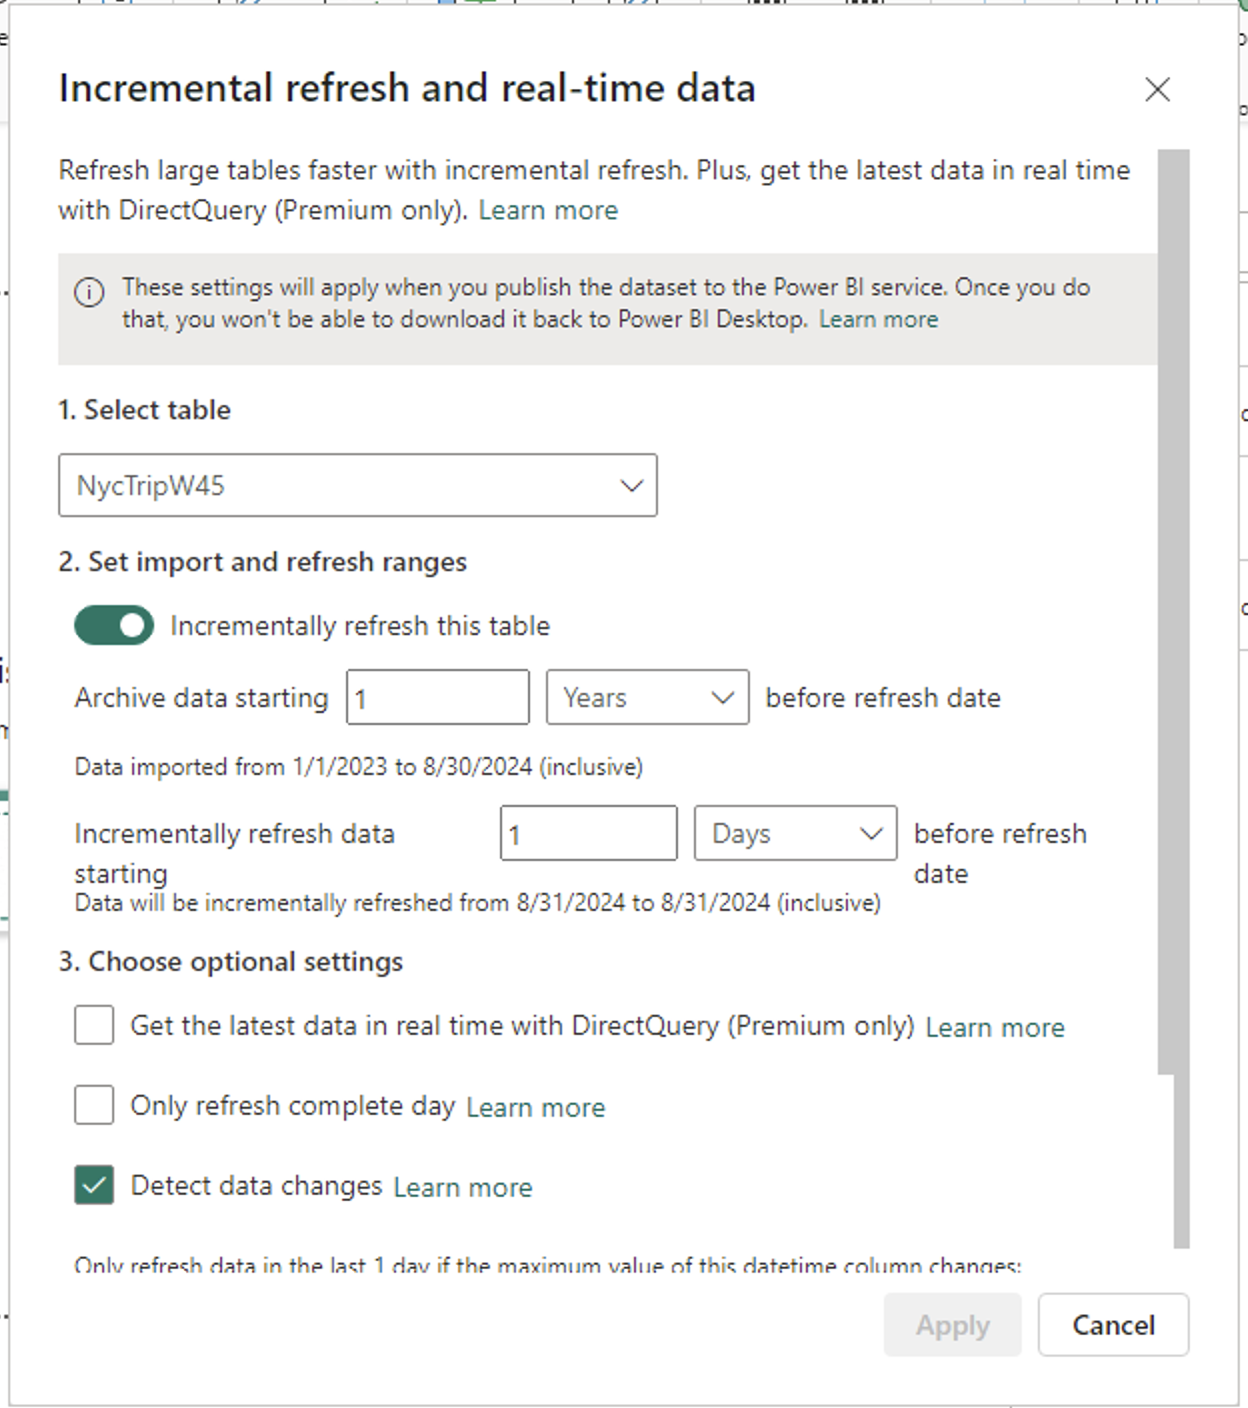 Incremental refresh and real-time data
Refresh large tables faster with incremental refresh. Plus, get the latest data in real time
with DirectQuery (Premium only). Learn more
These settings will apply when you publish the dataset to the Power BI service. Once you do
that, you won't be able to download it back to Power BI Desktop. Learn more
1. Select table
NycTripW45
2. Set import and refresh ranges
Incrementally refresh this table
Archive data starting 1 Years before refresh date
Data imported from 1/1/2023 to 8/30/2024 (inclusive)
Incrementally refresh data 1 Days before refresh
starting date
Data will be incrementally refreshed from 8/31/2024 to 8/31/2024 (inclusive)
3. Choose optional settings
Get the latest data in real time with DirectQuery (Premium only) Learn more
Only refresh complete day Learn more
Detect data changes Learn more
Only refresh data in the last 1 day if the maximum value of this datetime column changes:
Apply Cancel